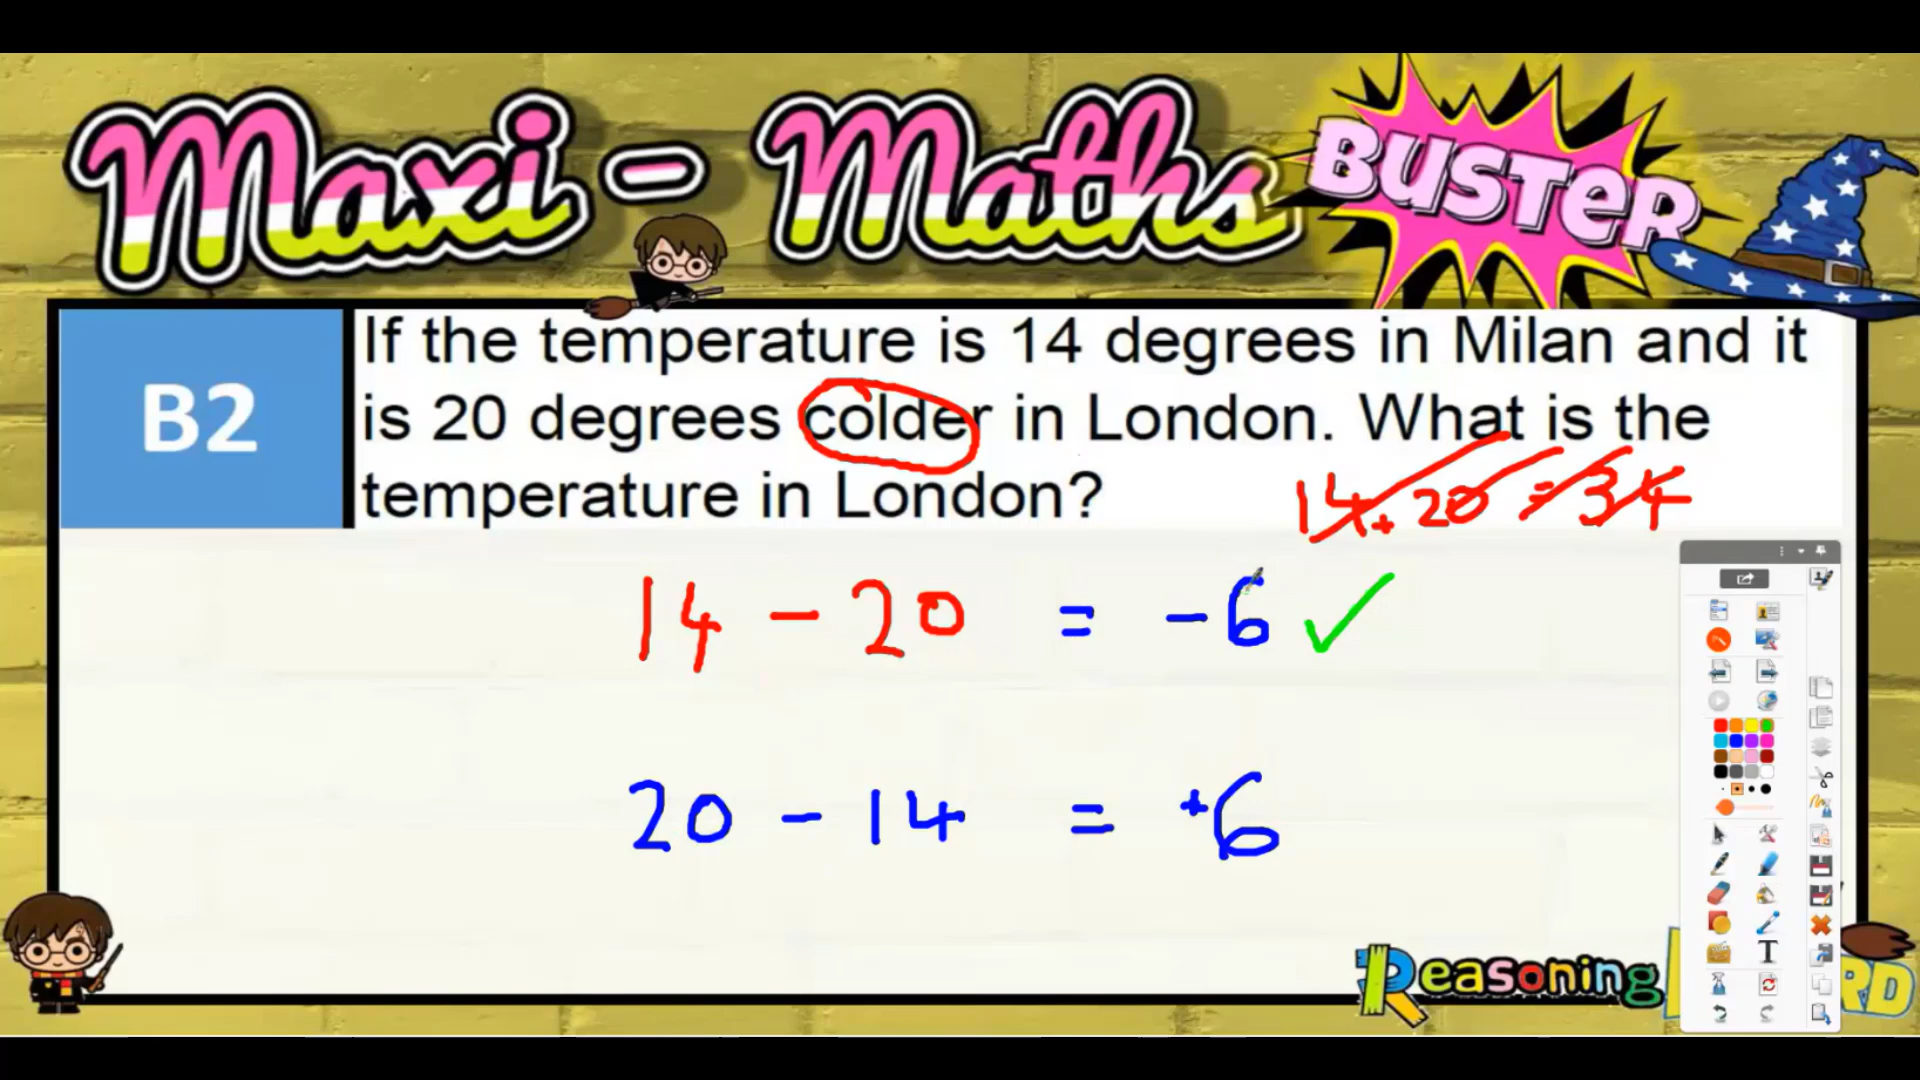 Maxi - Maths BUSTER
B2
If the temperature is 14 degrees in Milan and it
is 20 degrees colder in London. What is the
temperature in London?
14 + 20 = 34
14 - 20 = -6 ✓
20 - 14 = +6
Reasoning
T